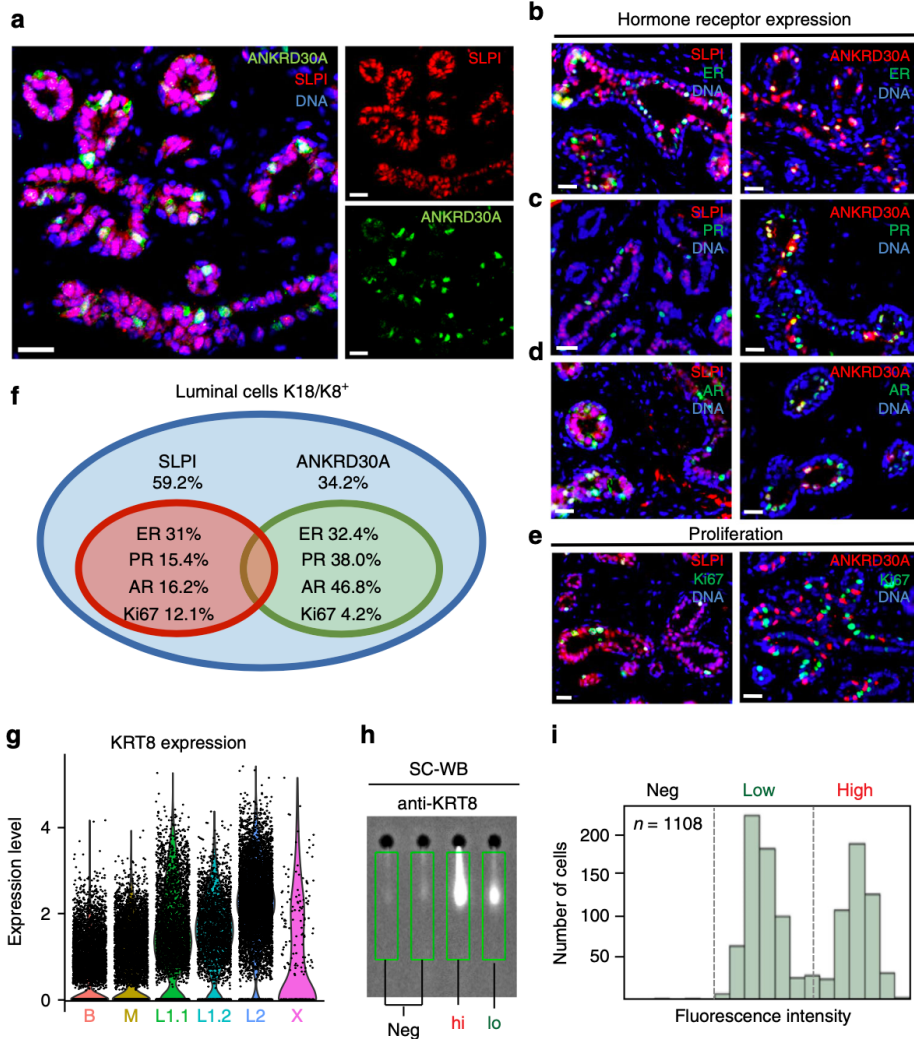 a
ANKRD30A
SLPI
DNA
SLPI
ANKRD30A
b
Hormone receptor expression
SLPI
ER
DNA
ANKRD30A
ER
DNA
c
SLPI
PR
DNA
ANKRD30A
PR
DNA
d
SLPI
AR
DNA
ANKRD30A
AR
DNA
e
Proliferation
SLPI
Ki67
DNA
ANKRD30A
Ki67
DNA
f
Luminal cells K18/K8⁺
SLPI
59.2%
ANKRD30A
34.2%
ER 31%
PR 15.4%
AR 16.2%
Ki67 12.1%
ER 32.4%
PR 38.0%
AR 46.8%
Ki67 4.2%
g
KRT8 expression
Expression level
4
2
0
B M L1.1 L1.2 L2 X
h
SC-WB
anti-KRT8
Neg hi lo
i
Neg Low High
n = 1108
Number of cells
200
150
100
50
Fluorescence intensity